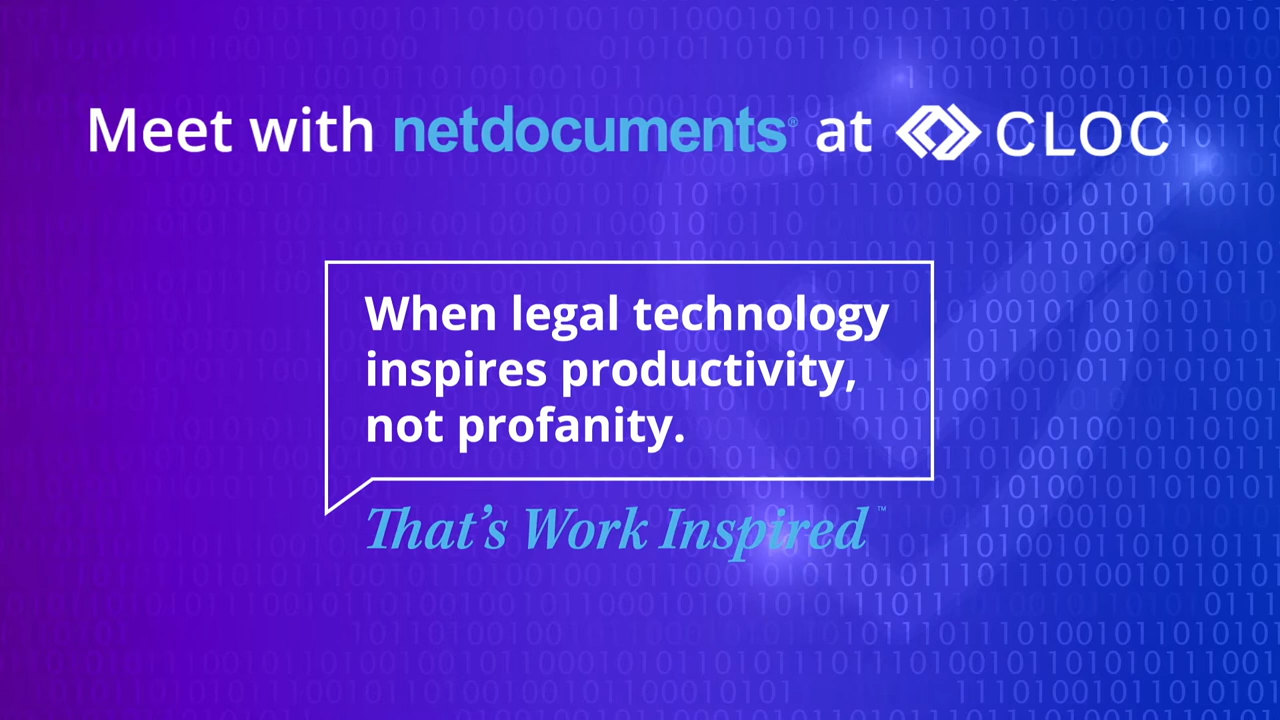 Meet with netdocuments® at CLOC
When legal technology
inspires productivity,
not profanity.
That's Work Inspired™